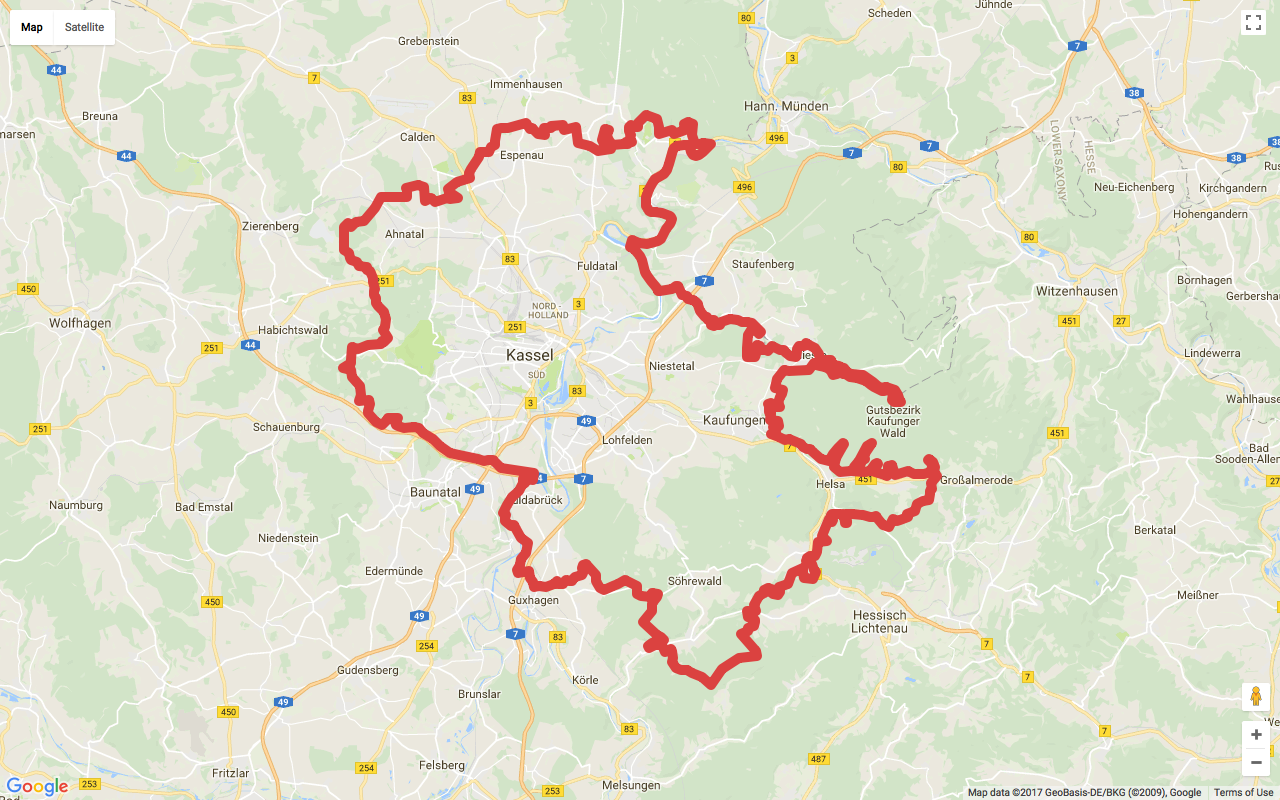 Map
Satellite
Scheden
Jühnde
80
Grebenstein
7
44
3
7
Immenhausen
83
38
Breuna
Hann. Münden
marsen
Calden
496
44
Espenau
7
7
80
38
38
LOWER SAXONY
HESSE
496
Neu-Eichenberg
Kirchgandern
Hohengandern
Zierenberg
Ahnatal
80
83
Fuldatal
Staufenberg
251
7
Bornhagen
450
Witzenhausen
Gerbershau
NORD-
HOLLAND
3
Wolfhagen
Habichtswald
251
451
27
44
251
Kassel
Lindewerra
SÜD
Niestetal
83
3
Wahlhause
Gutsbezirk
Kaufunger
Wald
Kaufungen
49
251
Schauenburg
Lohfelden
451
7
Bad
Sooden-Allen
Helsa
451
Großalmerode
7
49
Baunatal
Naumburg
Bad Emstal
Niedenstein
Berkatal
Edermünde
Söhrewald
Meißner
450
Guxhagen
49
Hessisch
Lichtenau
7
83
254
7
Gudensberg
Körle
7
Brunslar
49
450
83
7
487
Felsberg
Fritzlar
254
253
253
Melsungen
Google
Map data ©2017 GeoBasis-DE/BKG (©2009), Google
Terms of Use